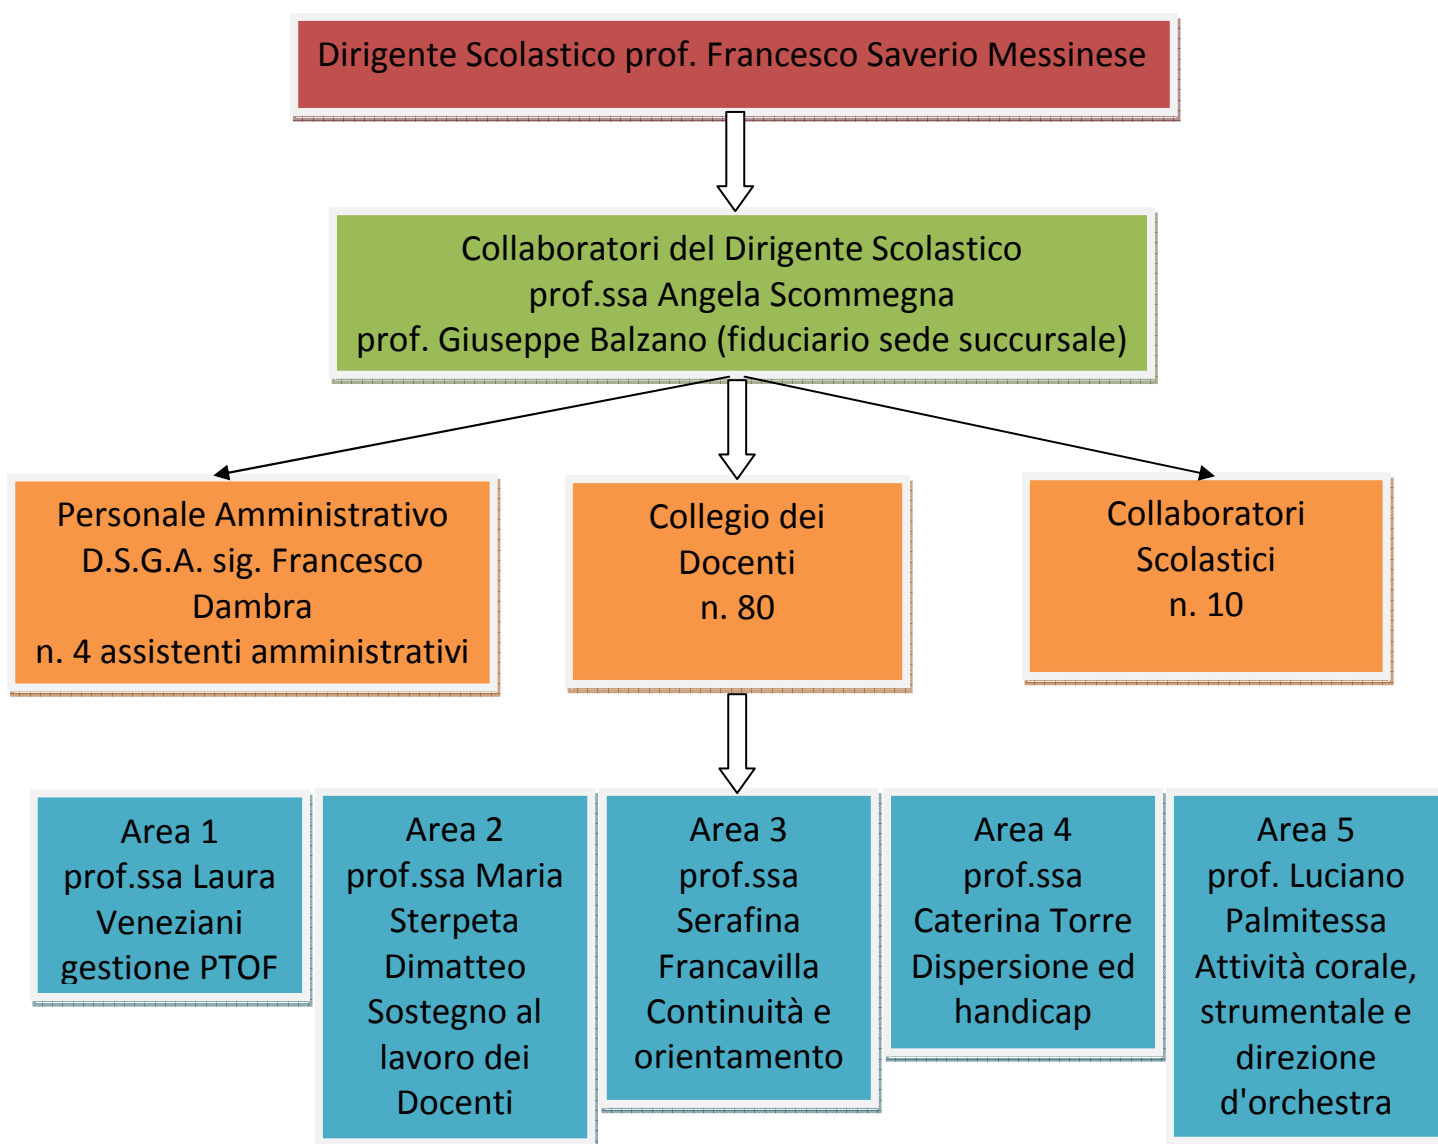 Dirigente Scolastico prof. Francesco Saverio Messinese
Collaboratori del Dirigente Scolastico
prof.ssa Angela Scommegna
prof. Giuseppe Balzano (fiduciario sede succursale)
Personale Amministrativo
D.S.G.A. sig. Francesco
Dambra
n. 4 assistenti amministrativi
Collegio dei
Docenti
n. 80
Collaboratori
Scolastici
n. 10
Area 1
prof.ssa Laura
Veneziani
gestione PTOF
Area 2
prof.ssa Maria
Sterpeta
Dimatteo
Sostegno al
lavoro dei
Docenti
Area 3
prof.ssa
Serafina
Francavilla
Continuità e
orientamento
Area 4
prof.ssa
Caterina Torre
Dispersione ed
handicap
Area 5
prof. Luciano
Palmitessa
Attività corale,
strumentale e
direzione
d'orchestra